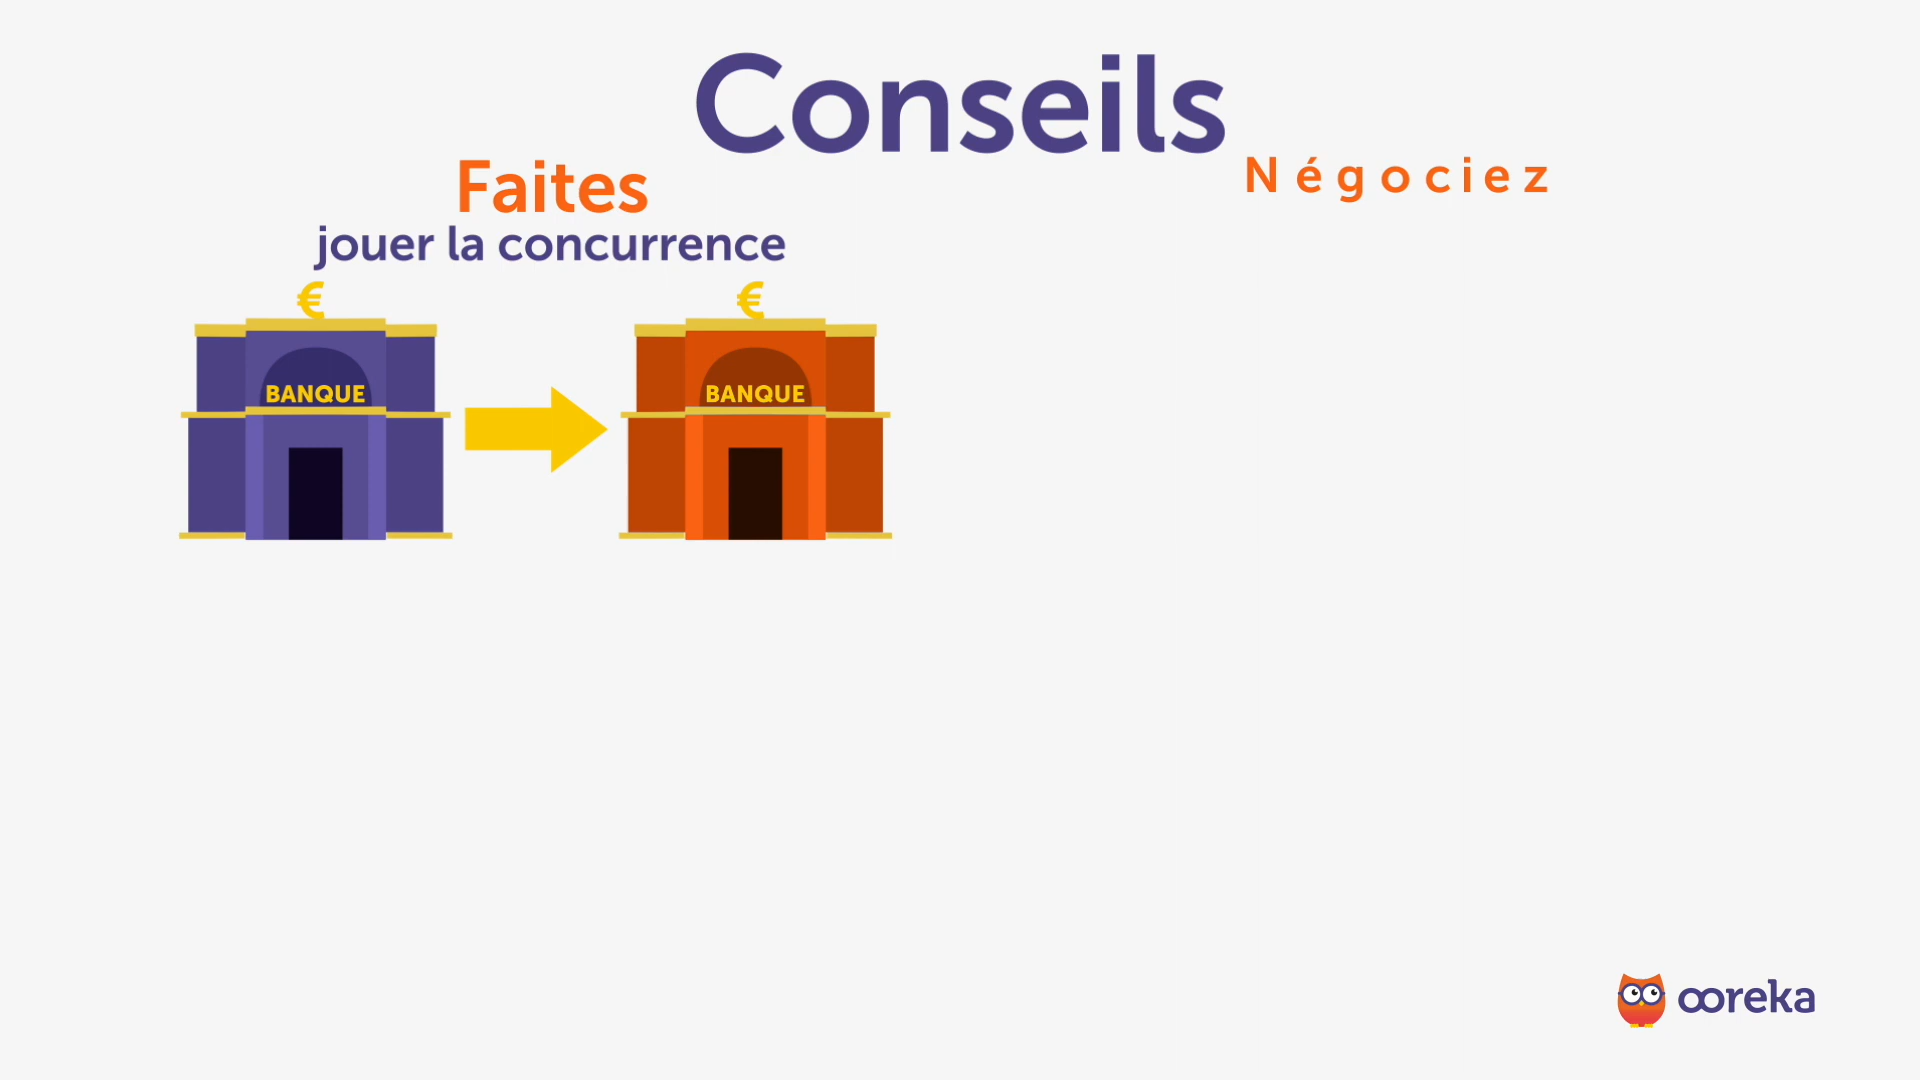 Conseils
Faites
jouer la concurrence
Négociez
€
€
BANQUE
BANQUE
ooreka